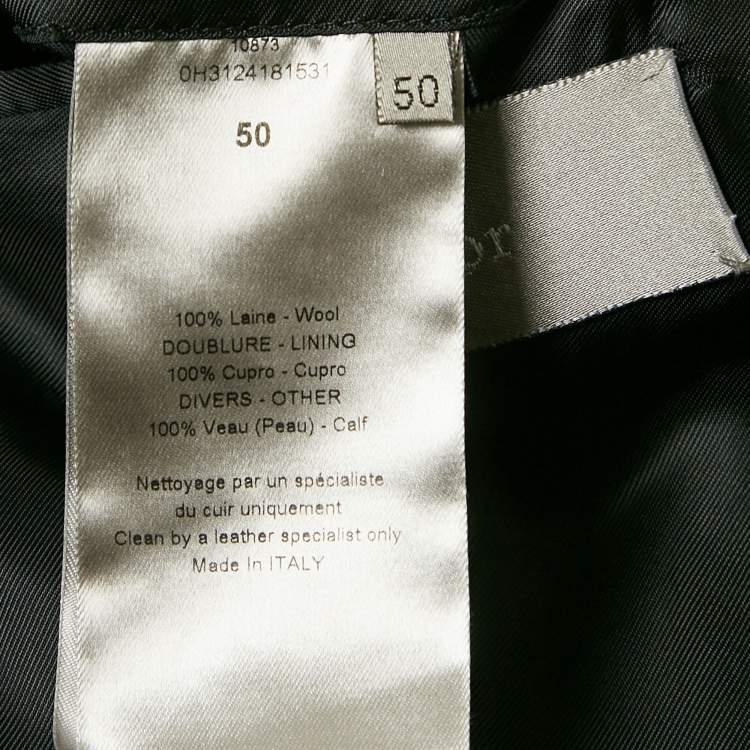 10873
0H3124181531
50
50
100% Laine - Wool
DOUBLURE - LINING
100% Cupro - Cupro
DIVERS - OTHER
100% Veau (Peau) - Calf
Nettoyage par un spécialiste
du cuir uniquement
Clean by a leather specialist only
Made In ITALY
or